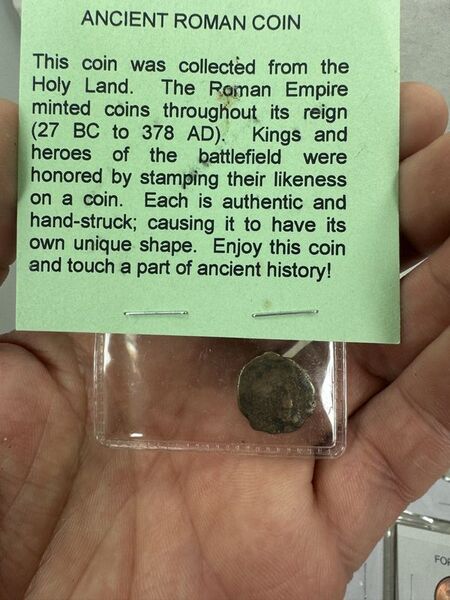 ANCIENT ROMAN COIN
This coin was collected from the
Holy Land. The Roman Empire
minted coins throughout its reign
(27 BC to 378 AD). Kings and
heroes of the battlefield were
honored by stamping their likeness
on a coin. Each is authentic and
hand-struck; causing it to have its
own unique shape. Enjoy this coin
and touch a part of ancient history!